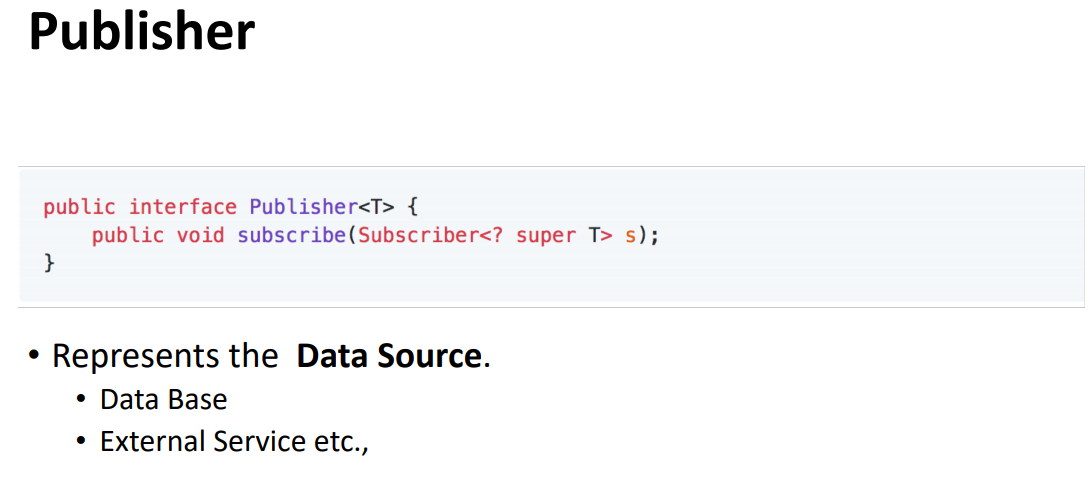 Publisher
public interface Publisher<T> {
    public void subscribe(Subscriber<? super T> s);
}
• Represents the  Data Source.
• Data Base
• External Service etc.,